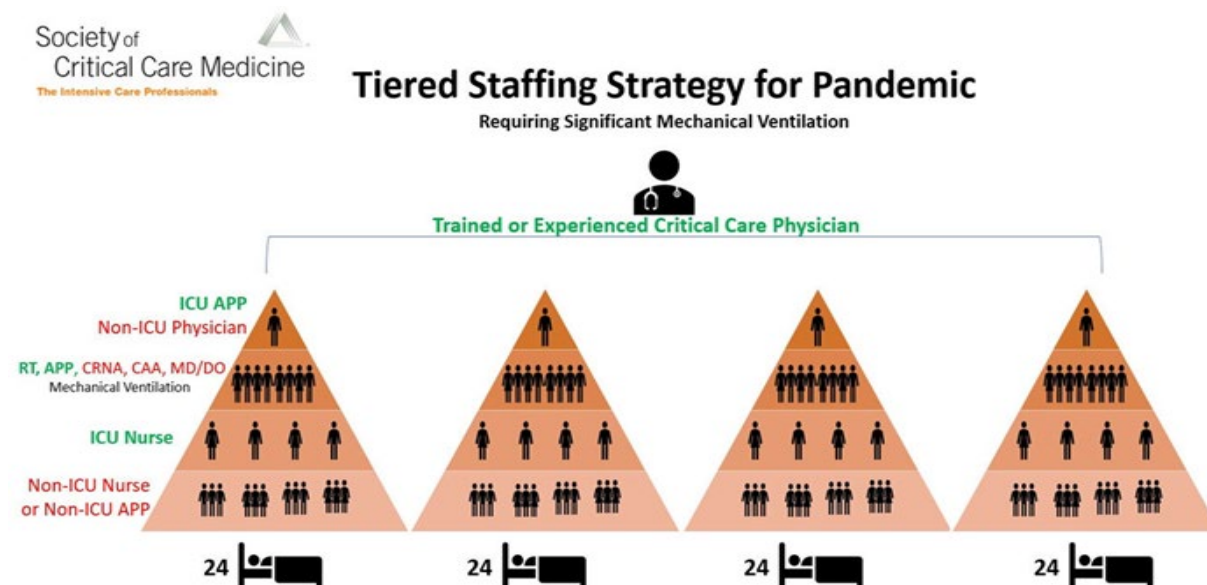 Society of
Critical Care Medicine
The Intensive Care Professionals
Tiered Staffing Strategy for Pandemic
Requiring Significant Mechanical Ventilation
Trained or Experienced Critical Care Physician
ICU APP
Non-ICU Physician
RT, APP, CRNA, CAA, MD/DO
Mechanical Ventilation
ICU Nurse
Non-ICU Nurse
or Non-ICU APP
24 24 24 24